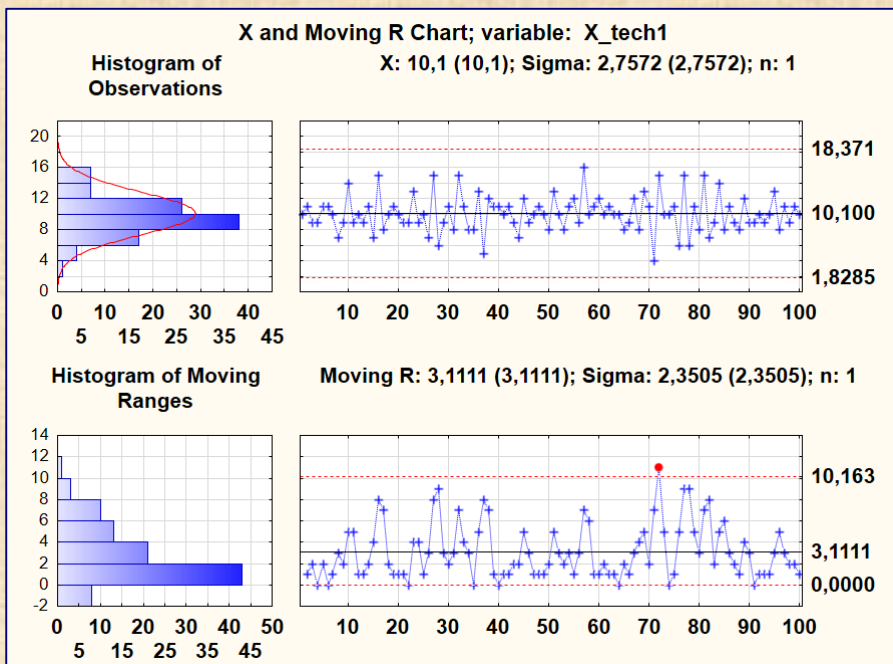 X and Moving R Chart; variable: X_tech1
Histogram of
Observations
X: 10,1 (10,1); Sigma: 2,7572 (2,7572); n: 1
20
16
12
8
4
0
0 10 20 30 40
5 15 25 35 45
18,371
10,100
1,8285
10 20 30 40 50 60 70 80 90 100
Histogram of Moving
Ranges
Moving R: 3,1111 (3,1111); Sigma: 2,3505 (2,3505); n: 1
14
12
10
8
6
4
2
0
-2
0 10 20 30 40 50
5 15 25 35 45
10,163
3,1111
0,0000
10 20 30 40 50 60 70 80 90 100